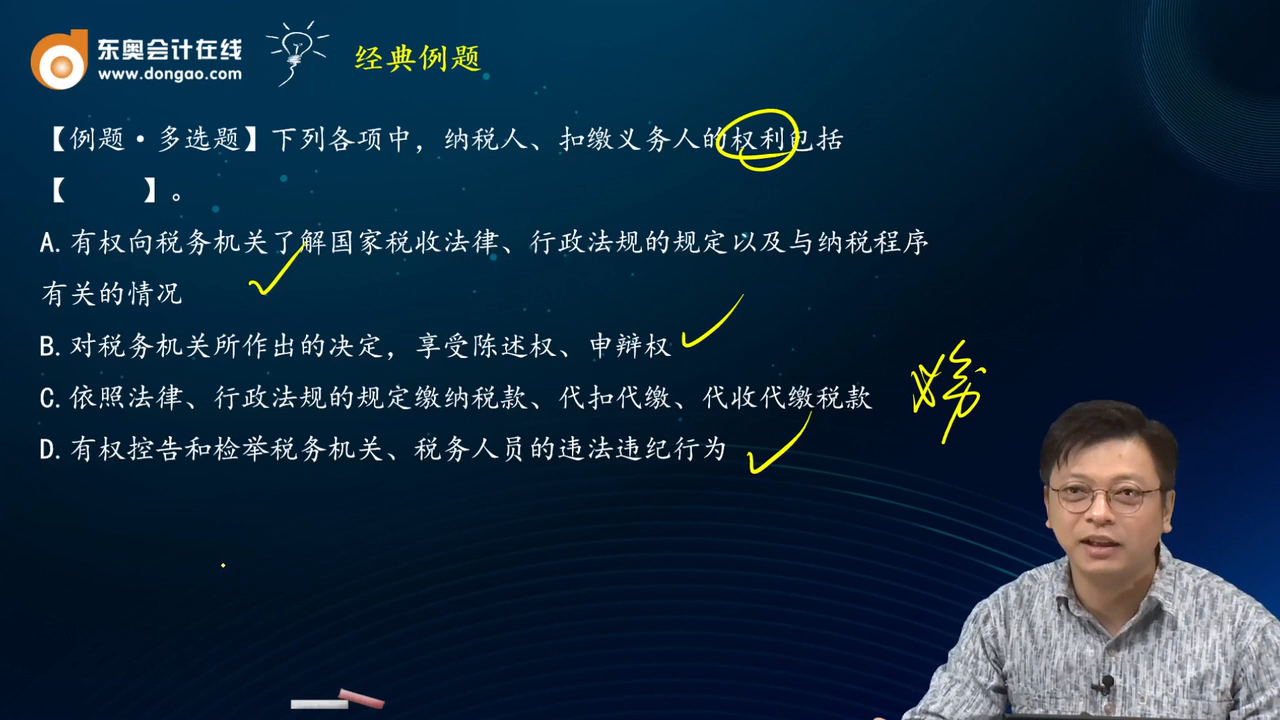 东奥会计在线
www.dongao.com
经典例题
【例题·多选题】下列各项中，纳税人、扣缴义务人的权利包括
【 】。
A. 有权向税务机关了解国家税收法律、行政法规的规定以及与纳税程序
有关的情况
B. 对税务机关所作出的决定，享受陈述权、申辩权
C. 依照法律、行政法规的规定缴纳税款、代扣代缴、代收代缴税款
义务
D. 有权控告和检举税务机关、税务人员的违法违纪行为